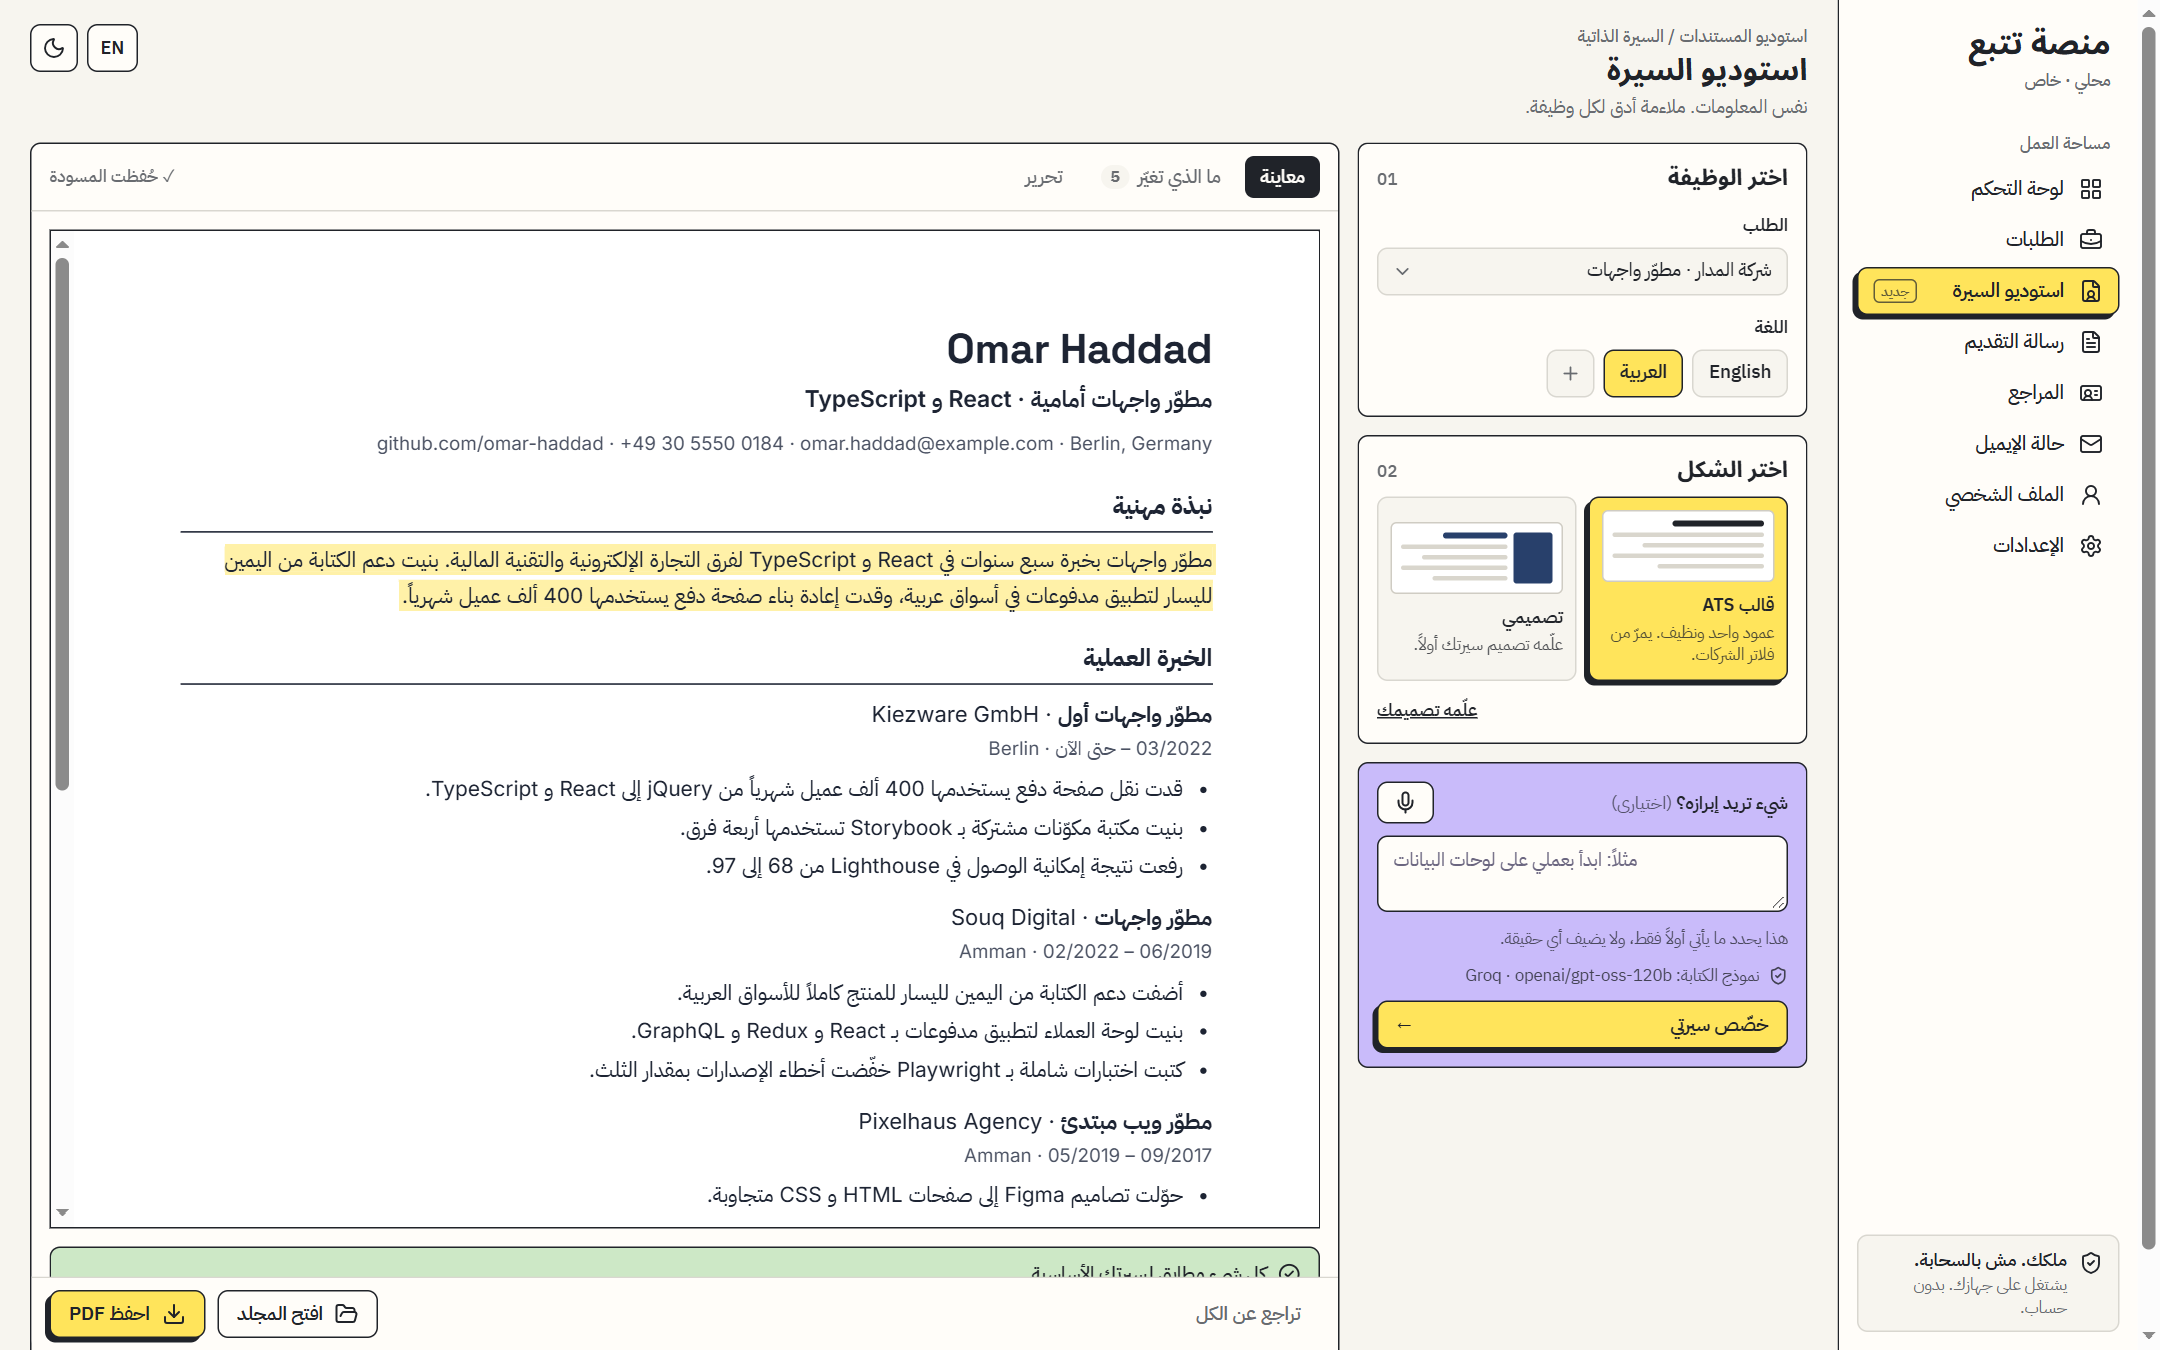 منصة تتبع
محلي · خاص
مساحة العمل
لوحة التحكم
الطلبات
استوديو السيرة جديد
رسالة التقديم
المراجع
حالة الإيميل
الملف الشخصي
الإعدادات
ملكك. مش بالسحابة.
يشتغل على جهازك. بدون
حساب.
استوديو المستندات / السيرة الذاتية
استوديو السيرة
نفس المعلومات. ملاءمة أدق لكل وظيفة.
EN
اختر الوظيفة 01
الطلب
شركة المدار · مطوّر واجهات
اللغة
English العربية +
اختر الشكل 02
قالب ATS
عمود واحد ونظيف. يمرّ من
فلاتر الشركات.
تصميمي
علّمه تصميم سيرتك أولاً.
علّمه تصميمك
شيء تريد إبرازه؟ (اختياري)
مثلاً: ابدأ بعملي على لوحات البيانات
هذا يحدد ما يأتي أولاً فقط، ولا يضيف أي حقيقة.
نموذج الكتابة: Groq · openai/gpt-oss-120b
خصّص سيرتي ←
معاينة ما الذي تغيّر 5 تحرير ✓ حُفظت المسودة
Omar Haddad
مطوّر واجهات أمامية · React و TypeScript
github.com/omar-haddad · +49 30 5550 0184 · omar.haddad@example.com · Berlin, Germany
نبذة مهنية
مطوّر واجهات بخبرة سبع سنوات في React و TypeScript لفرق التجارة الإلكترونية والتقنية المالية. بنيت دعم الكتابة من اليمين
لليسار لتطبيق مدفوعات في أسواق عربية، وقدت إعادة بناء صفحة دفع يستخدمها 400 ألف عميل شهرياً.
الخبرة العملية
مطوّر واجهات أول · Kiezware GmbH
03/2022 – حتى الآن · Berlin
• قدت نقل صفحة دفع يستخدمها 400 ألف عميل شهرياً من jQuery إلى React و TypeScript.
• بنيت مكتبة مكوّنات مشتركة بـ Storybook تستخدمها أربعة فرق.
• رفعت نتيجة إمكانية الوصول في Lighthouse من 68 إلى 97.
مطوّر واجهات · Souq Digital
06/2019 – 02/2022 · Amman
• أضفت دعم الكتابة من اليمين لليسار للمنتج كاملاً للأسواق العربية.
• بنيت لوحة العملاء لتطبيق مدفوعات بـ React و Redux و GraphQL.
• كتبت اختبارات شاملة بـ Playwright خفّضت أخطاء الإصدارات بمقدار الثلث.
مطوّر ويب مبتدئ · Pixelhaus Agency
09/2017 – 05/2019 · Amman
• حوّلت تصاميم Figma إلى صفحات HTML و CSS متجاوبة.
كل شيء مطابق لسيرتك الأساسية
تراجع عن الكل
افتح المجلد
احفظ PDF